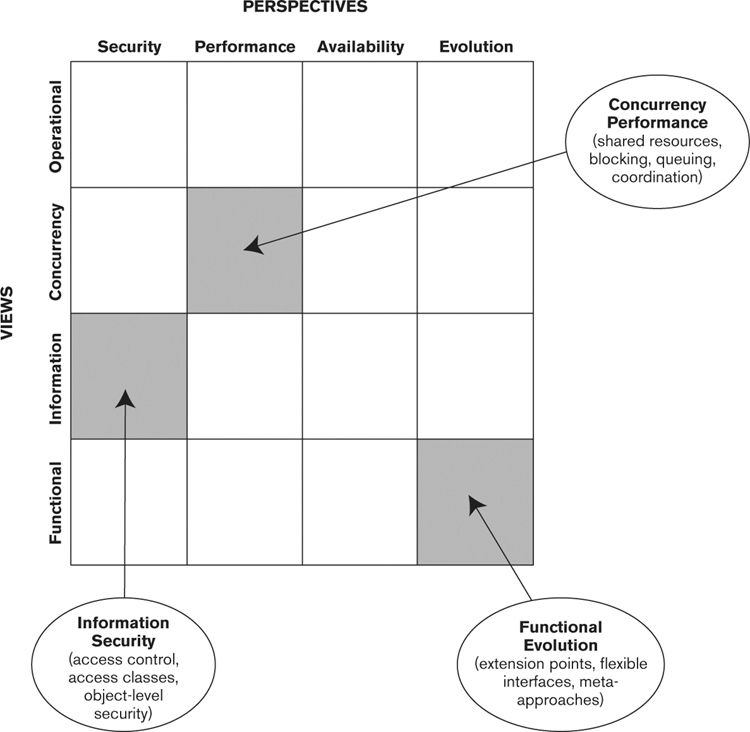 PERSPECTIVES
Security Performance Availability Evolution
VIEWS
Operational
Concurrency
Information
Functional
Concurrency
Performance
(shared resources,
blocking, queuing,
coordination)
Information
Security
(access control,
access classes,
object-level
security)
Functional
Evolution
(extension points, flexible
interfaces, meta-
approaches)